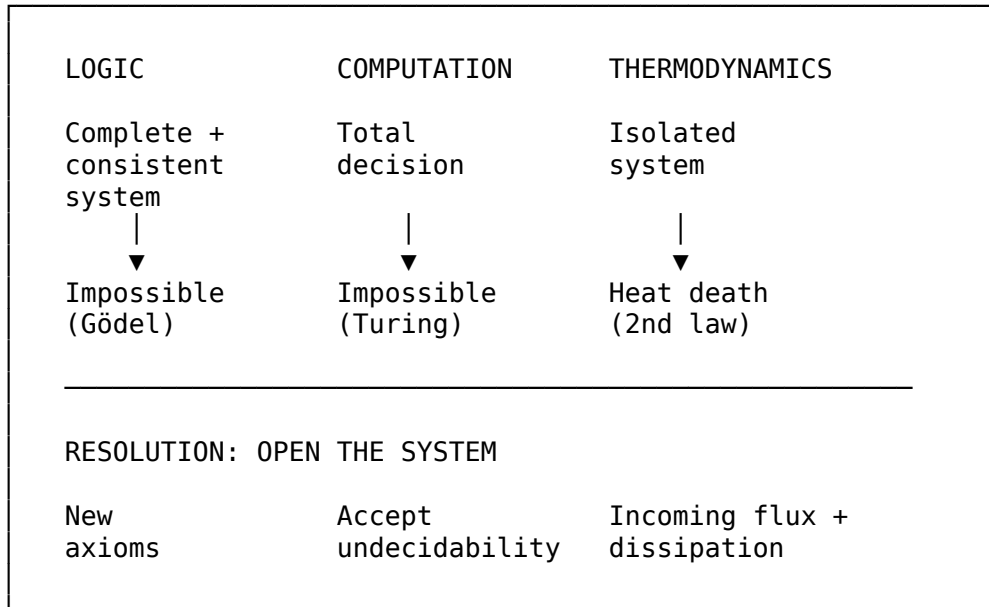 LOGIC COMPUTATION THERMODYNAMICS
Complete + Total Isolated
consistent decision system
system
Impossible Impossible Heat death
(Gödel) (Turing) (2nd law)
RESOLUTION: OPEN THE SYSTEM
New Accept Incoming flux +
axioms undecidability dissipation